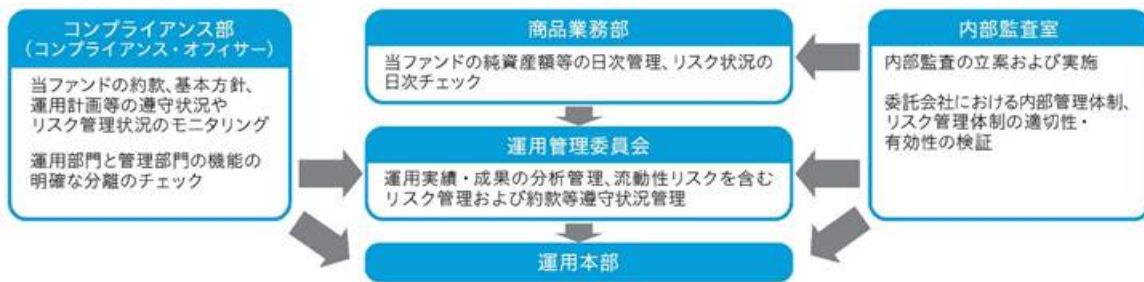 コンプライアンス部
(コンプライアンス・オフィサー)
当ファンドの約款、基本方針、
運用計画等の遵守状況や
リスク管理状況のモニタリング
運用部門と管理部門の機能の
明確な分離のチェック
商品業務部
当ファンドの純資産額等の日次管理、リスク状況の
日次チェック
運用管理委員会
運用実績・成果の分析管理、流動性リスクを含む
リスク管理および約款等遵守状況管理
運用本部
内部監査室
内部監査の立案および実施
委託会社における内部管理体制、
リスク管理体制の適切性・
有効性の検証